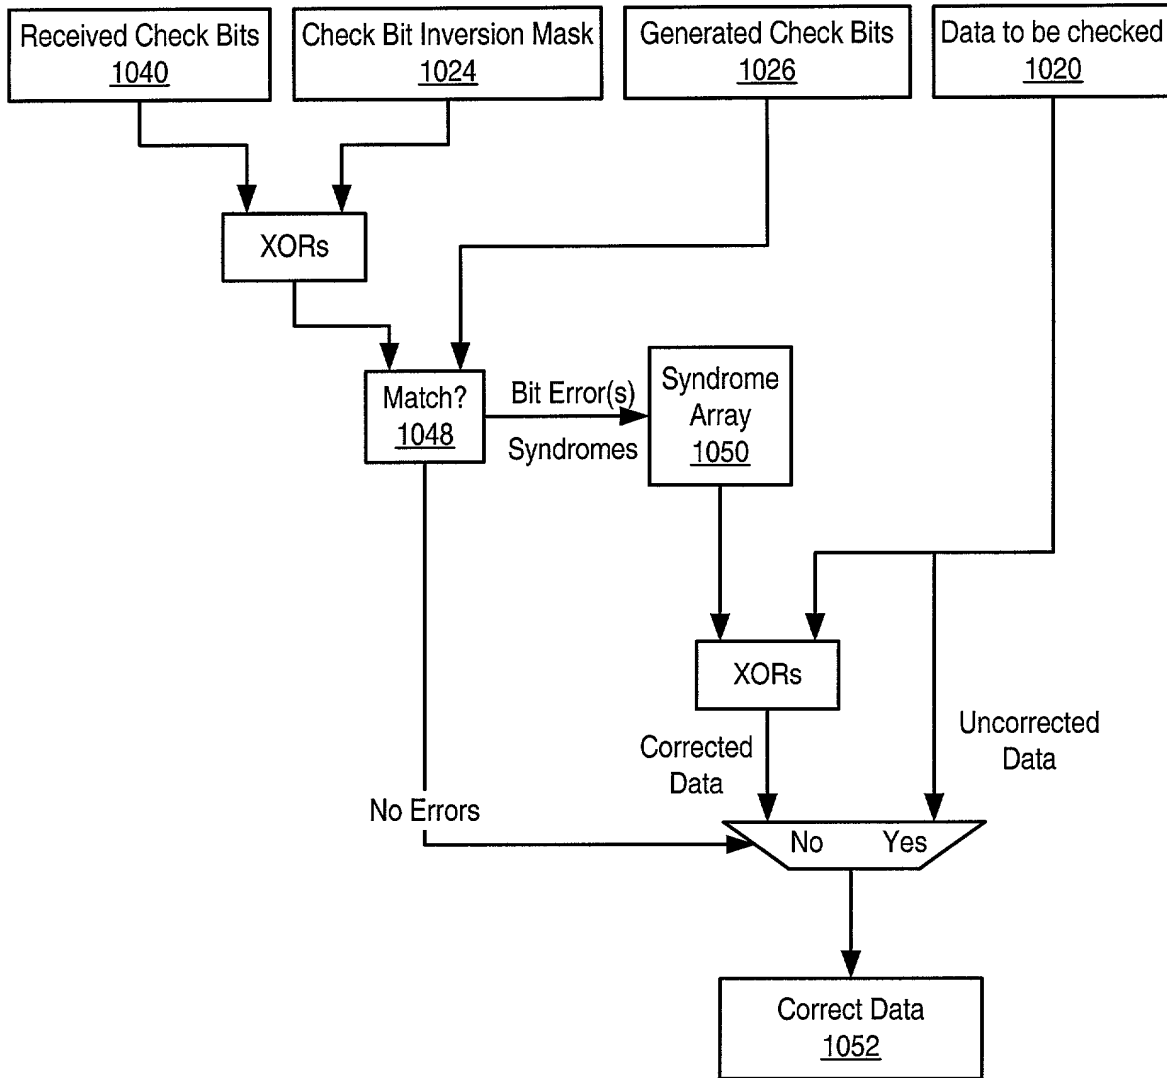 Received Check Bits
1040
Check Bit Inversion Mask
1024
Generated Check Bits
1026
Data to be checked
1020
XORs
Match?
1048
Bit Error(s)
Syndromes
Syndrome
Array
1050
XORs
Corrected
Data
Uncorrected
Data
No Errors
No Yes
Correct Data
1052